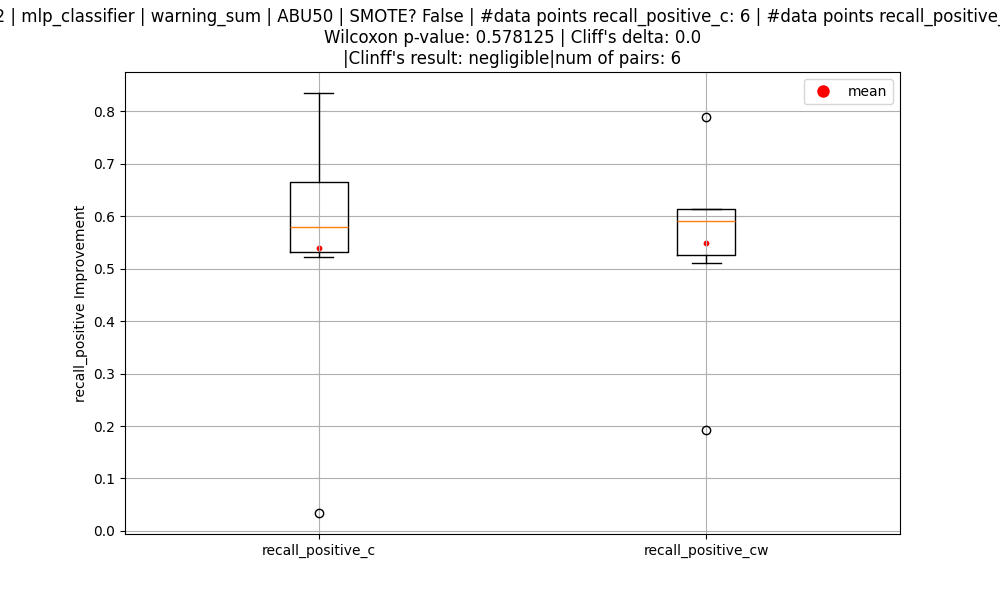 2 | mlp_classifier | warning_sum | ABU50 | SMOTE? False | #data points recall_positive_c: 6 | #data points recall_positive_
Wilcoxon p-value: 0.578125 | Cliff's delta: 0.0
|Clinff's result: negligible|num of pairs: 6
mean
recall_positive Improvement
0.8
0.7
0.6
0.5
0.4
0.3
0.2
0.1
0.0
recall_positive_c
recall_positive_cw